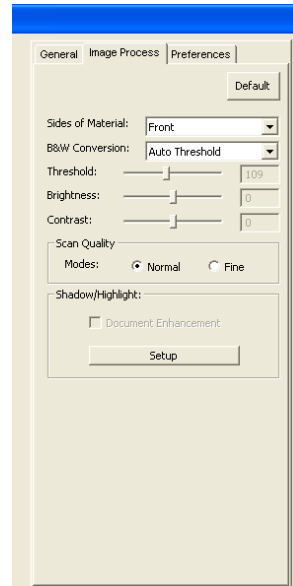 General Image Process Preferences
Default
Sides of Material: Front
B&W Conversion: Auto Threshold
Threshold: 109
Brightness: 0
Contrast: 0
Scan Quality
Modes: Normal Fine
Shadow/Highlight:
Document Enhancement
Setup